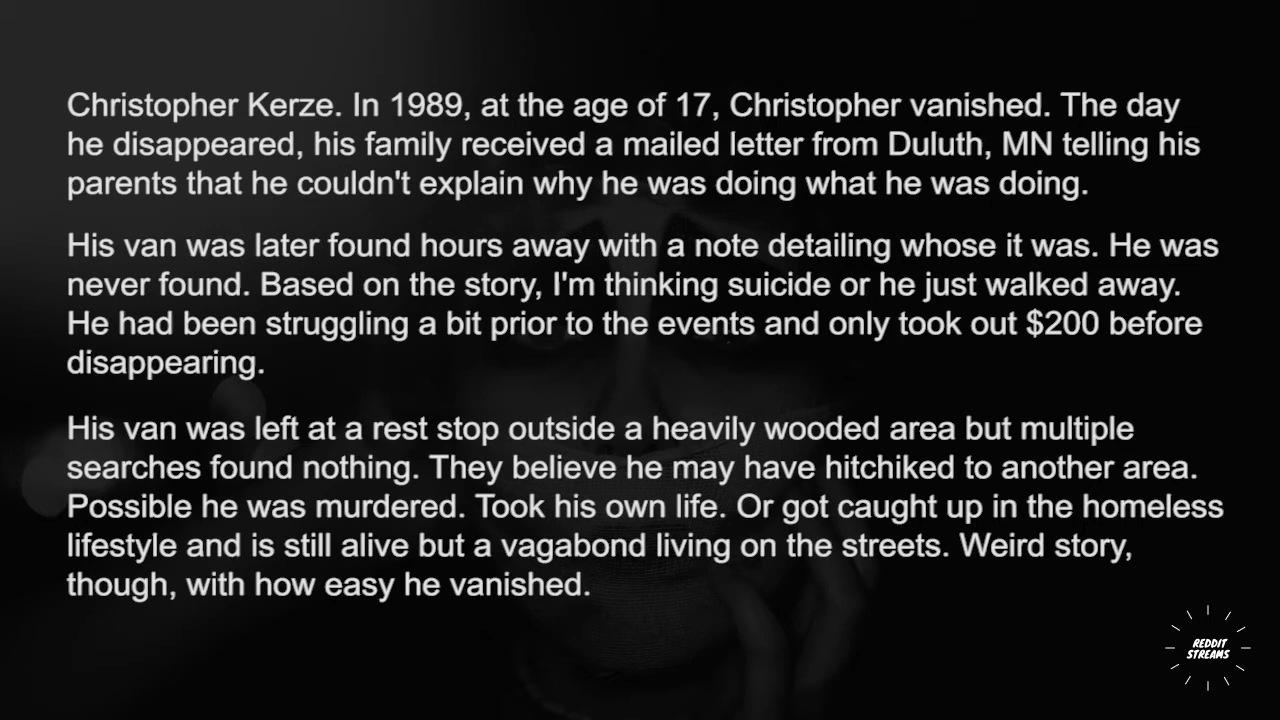 Christopher Kerze. In 1989, at the age of 17, Christopher vanished. The day
he disappeared, his family received a mailed letter from Duluth, MN telling his
parents that he couldn't explain why he was doing what he was doing.
His van was later found hours away with a note detailing whose it was. He was
never found. Based on the story, I'm thinking suicide or he just walked away.
He had been struggling a bit prior to the events and only took out $200 before
disappearing.
His van was left at a rest stop outside a heavily wooded area but multiple
searches found nothing. They believe he may have hitchiked to another area.
Possible he was murdered. Took his own life. Or got caught up in the homeless
lifestyle and is still alive but a vagabond living on the streets. Weird story,
though, with how easy he vanished.
REDDIT
STREAMS